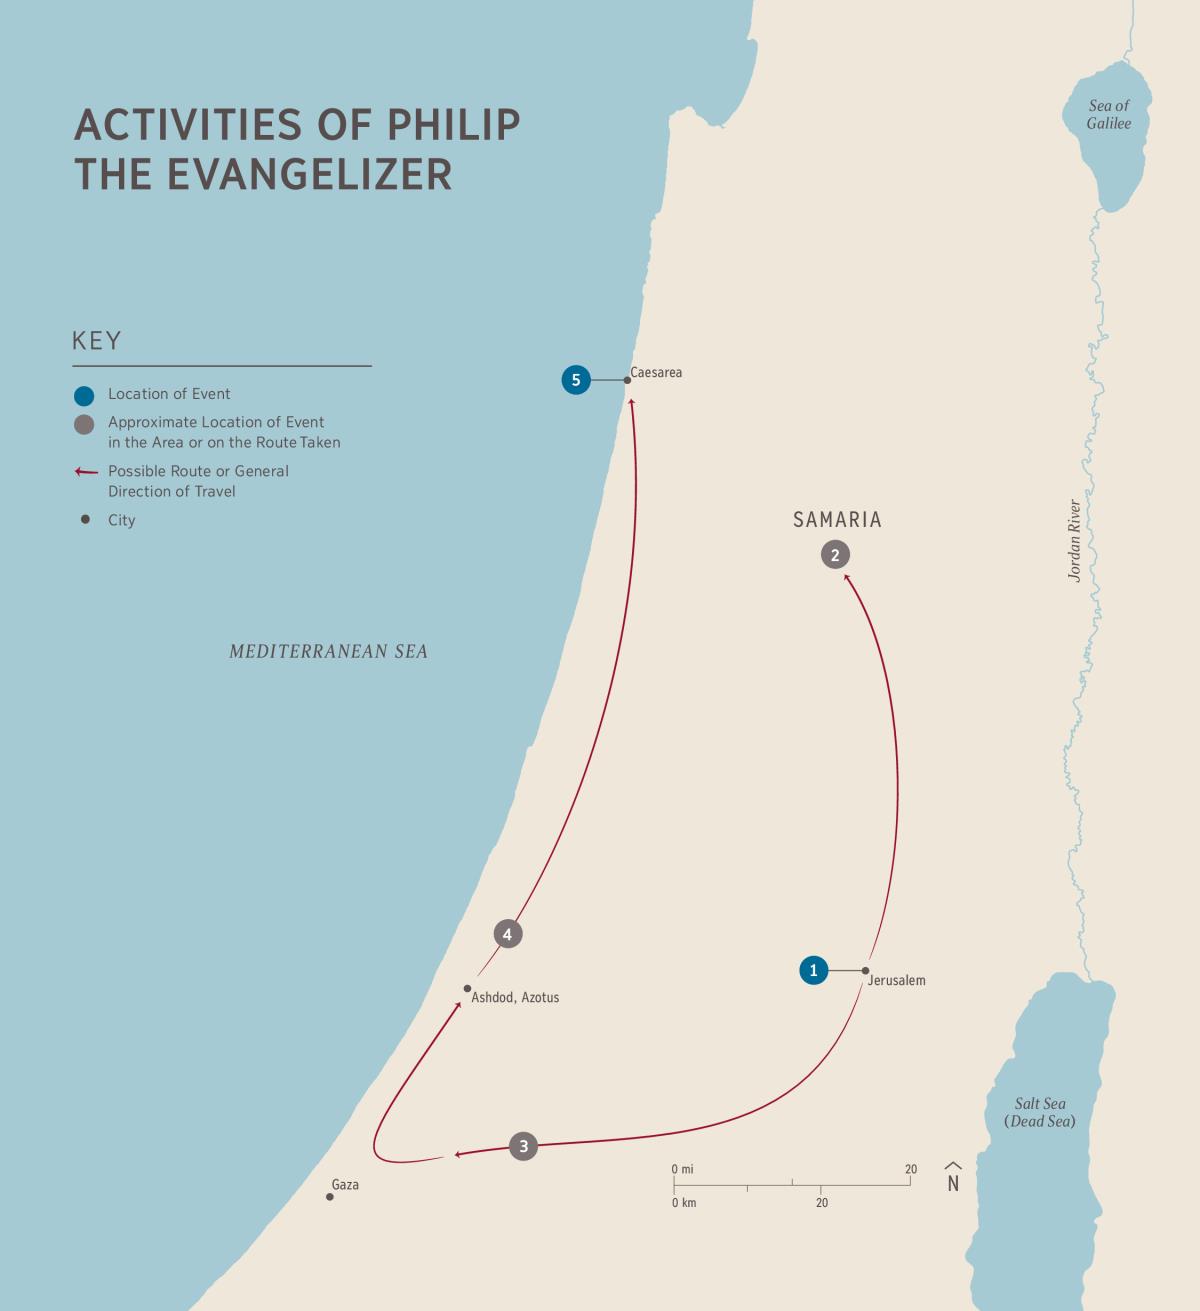 ACTIVITIES OF PHILIP
THE EVANGELIZER
Sea of
Galilee
KEY
Location of Event
Approximate Location of Event
in the Area or on the Route Taken
Possible Route or General
Direction of Travel
City
5
Caesarea
SAMARIA
2
Jordan River
MEDITERRANEAN SEA
4
1
Jerusalem
Ashdod, Azotus
Salt Sea
(Dead Sea)
3
Gaza
0 mi
20
0 km
20
N